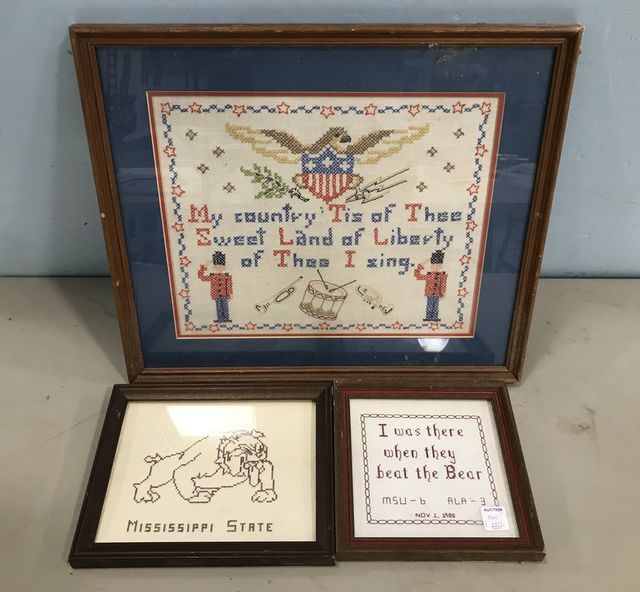 My country 'Tis of Thee
Sweet Land of Liberty
of Thee I sing.
MISSISSIPPI STATE
I was there
when they
beat the Bear
MSU-6 ALA-3
NOV 1, 1980
AUCTION